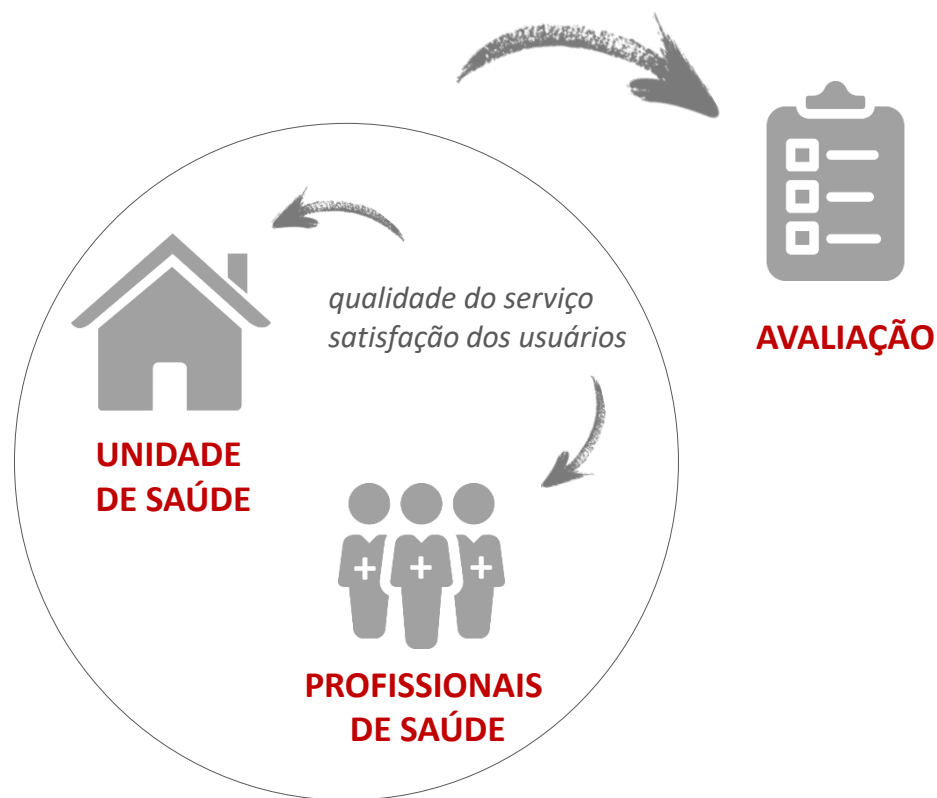 qualidade do serviço
satisfação dos usuários
AVALIAÇÃO
UNIDADE
DE SAÚDE
PROFISSIONAIS
DE SAÚDE